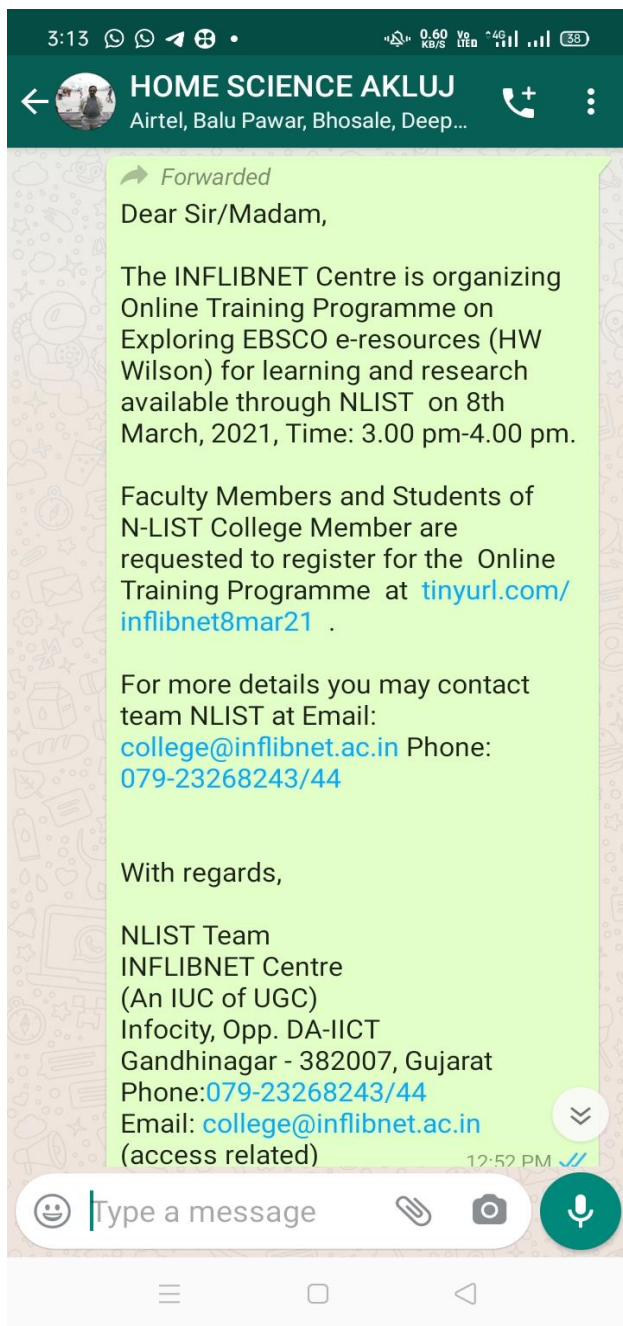 3:13 0.60 KB/S Vo LTED 4G 38
HOME SCIENCE AKLUJ
Airtel, Balu Pawar, Bhosale, Deep...
Forwarded
Dear Sir/Madam,
The INFLIBNET Centre is organizing
Online Training Programme on
Exploring EBSCO e-resources (HW
Wilson) for learning and research
available through NLIST on 8th
March, 2021, Time: 3.00 pm-4.00 pm.
Faculty Members and Students of
N-LIST College Member are
requested to register for the Online
Training Programme at tinyurl.com/
inflibnet8mar21 .
For more details you may contact
team NLIST at Email:
college@inflibnet.ac.in Phone:
079-23268243/44
With regards,
NLIST Team
INFLIBNET Centre
(An IUC of UGC)
Infocity, Opp. DA-IICT
Gandhinagar - 382007, Gujarat
Phone:079-23268243/44
Email: college@inflibnet.ac.in
(access related) 12:52 PM
Type a message